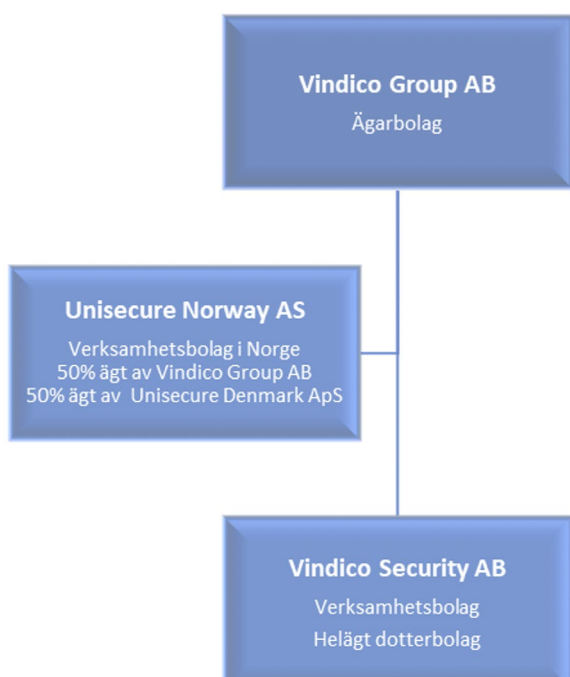 Vindico Group AB
Ägarbolag
Unisecure Norway AS
Verksamhetsbolag i Norge
50% ägt av Vindico Group AB
50% ägt av Unisecure Denmark ApS
Vindico Security AB
Verksamhetsbolag
Helägt dotterbolag